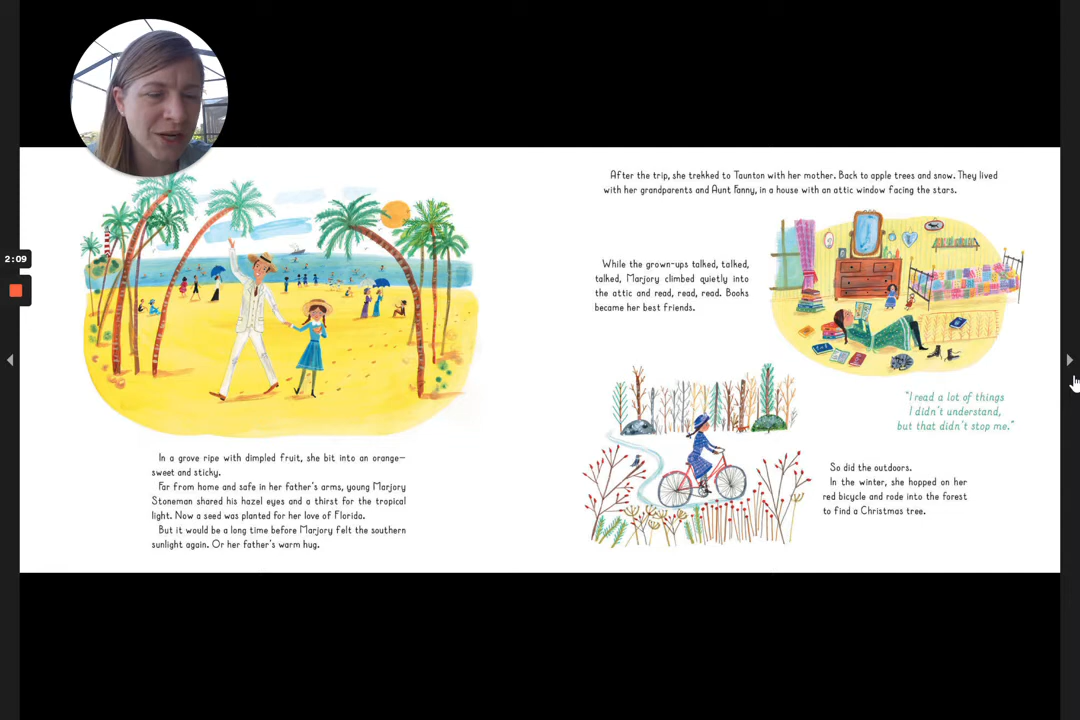 2:09
In a grove ripe with dimpled fruit, she bit into an orange—
sweet and sticky.
Far from home and safe in her father's arms, young Marjory
Stoneman shared his hazel eyes and a thirst for the tropical
light. Now a seed was planted for her love of Florida.
But it would be a long time before Marjory felt the southern
sunlight again. Or her father's warm hug.
After the trip, she trekked to Taunton with her mother. Back to apple trees and snow. They lived
with her grandparents and Aunt Fanny, in a house with an attic window facing the stars.
While the grown-ups talked, talked,
talked, Marjory climbed quietly into
the attic and read, read, read. Books
became her best friends.
"I read a lot of things
I didn't understand,
but that didn't stop me."
So did the outdoors.
In the winter, she hopped on her
red bicycle and rode into the forest
to find a Christmas tree.